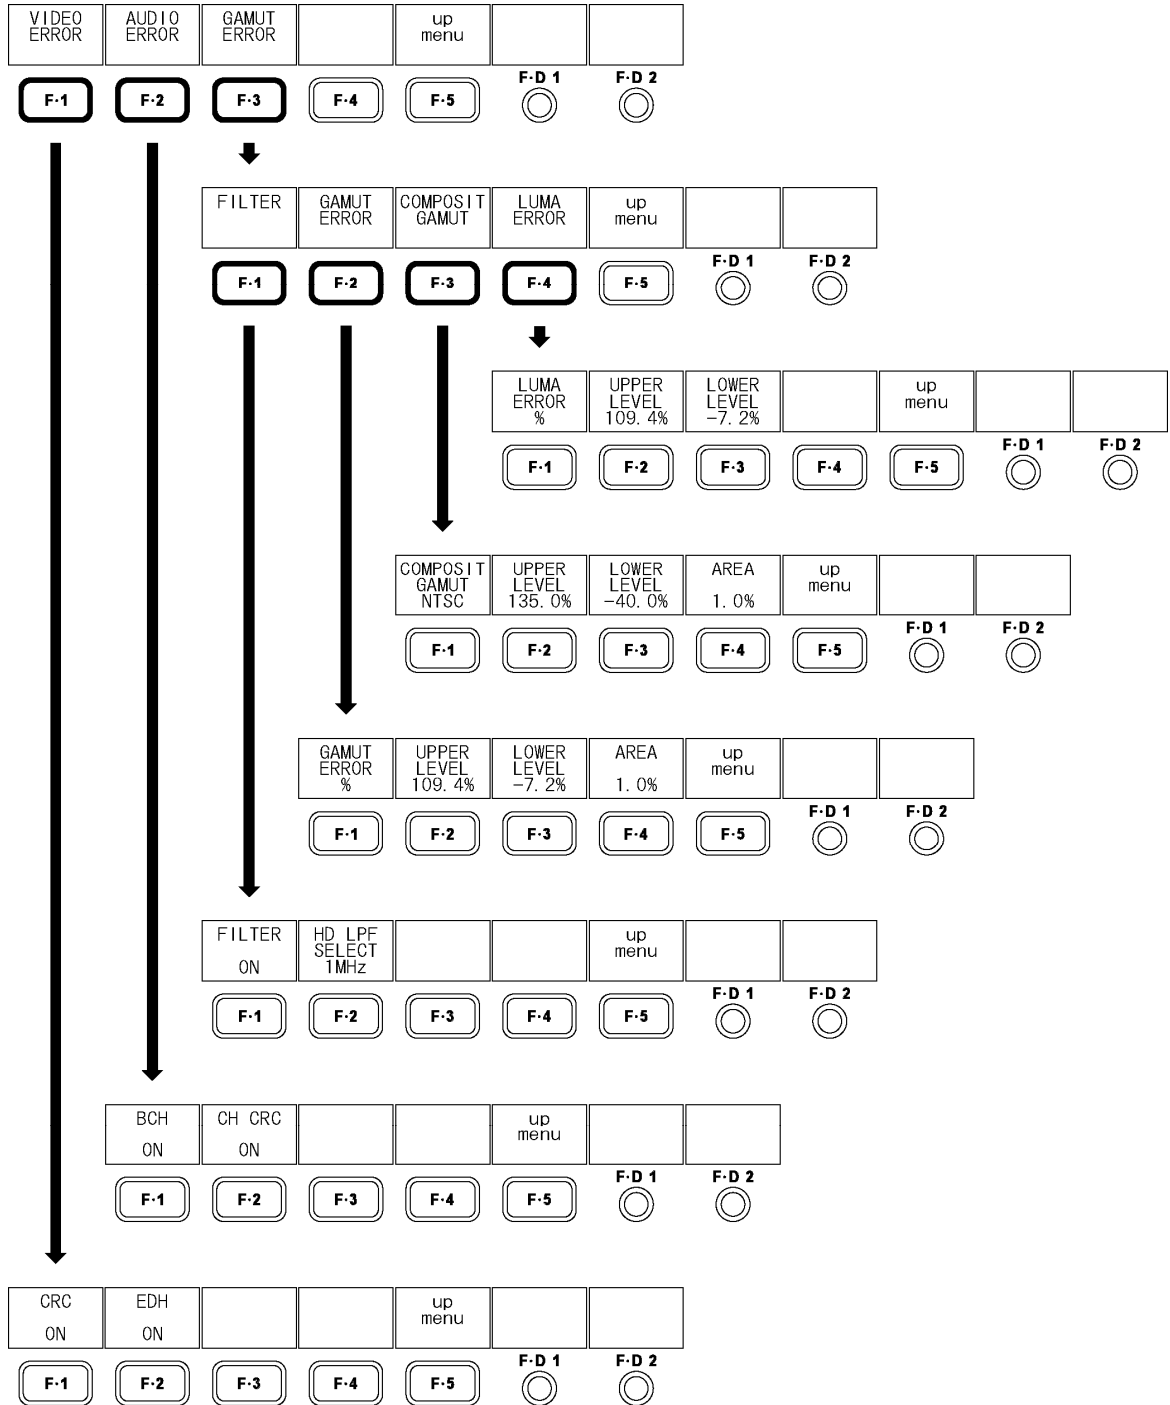 VIDEO ERROR
AUDIO ERROR
GAMUT ERROR
up menu
F·1
F·2
F·3
F·4
F·5
F·D 1
F·D 2
FILTER
GAMUT ERROR
COMPOSIT GAMUT
LUMA ERROR
up menu
F·1
F·2
F·3
F·4
F·5
F·D 1
F·D 2
LUMA ERROR %
UPPER LEVEL 109.4%
LOWER LEVEL -7.2%
up menu
F·1
F·2
F·3
F·4
F·5
F·D 1
F·D 2
COMPOSIT GAMUT NTSC
UPPER LEVEL 135.0%
LOWER LEVEL -40.0%
AREA 1.0%
up menu
F·1
F·2
F·3
F·4
F·5
F·D 1
F·D 2
GAMUT ERROR %
UPPER LEVEL 109.4%
LOWER LEVEL -7.2%
AREA 1.0%
up menu
F·1
F·2
F·3
F·4
F·5
F·D 1
F·D 2
FILTER ON
HD LPF SELECT 1MHz
up menu
F·1
F·2
F·3
F·4
F·5
F·D 1
F·D 2
BCH ON
CH CRC ON
up menu
F·1
F·2
F·3
F·4
F·5
F·D 1
F·D 2
CRC ON
EDH ON
up menu
F·1
F·2
F·3
F·4
F·5
F·D 1
F·D 2